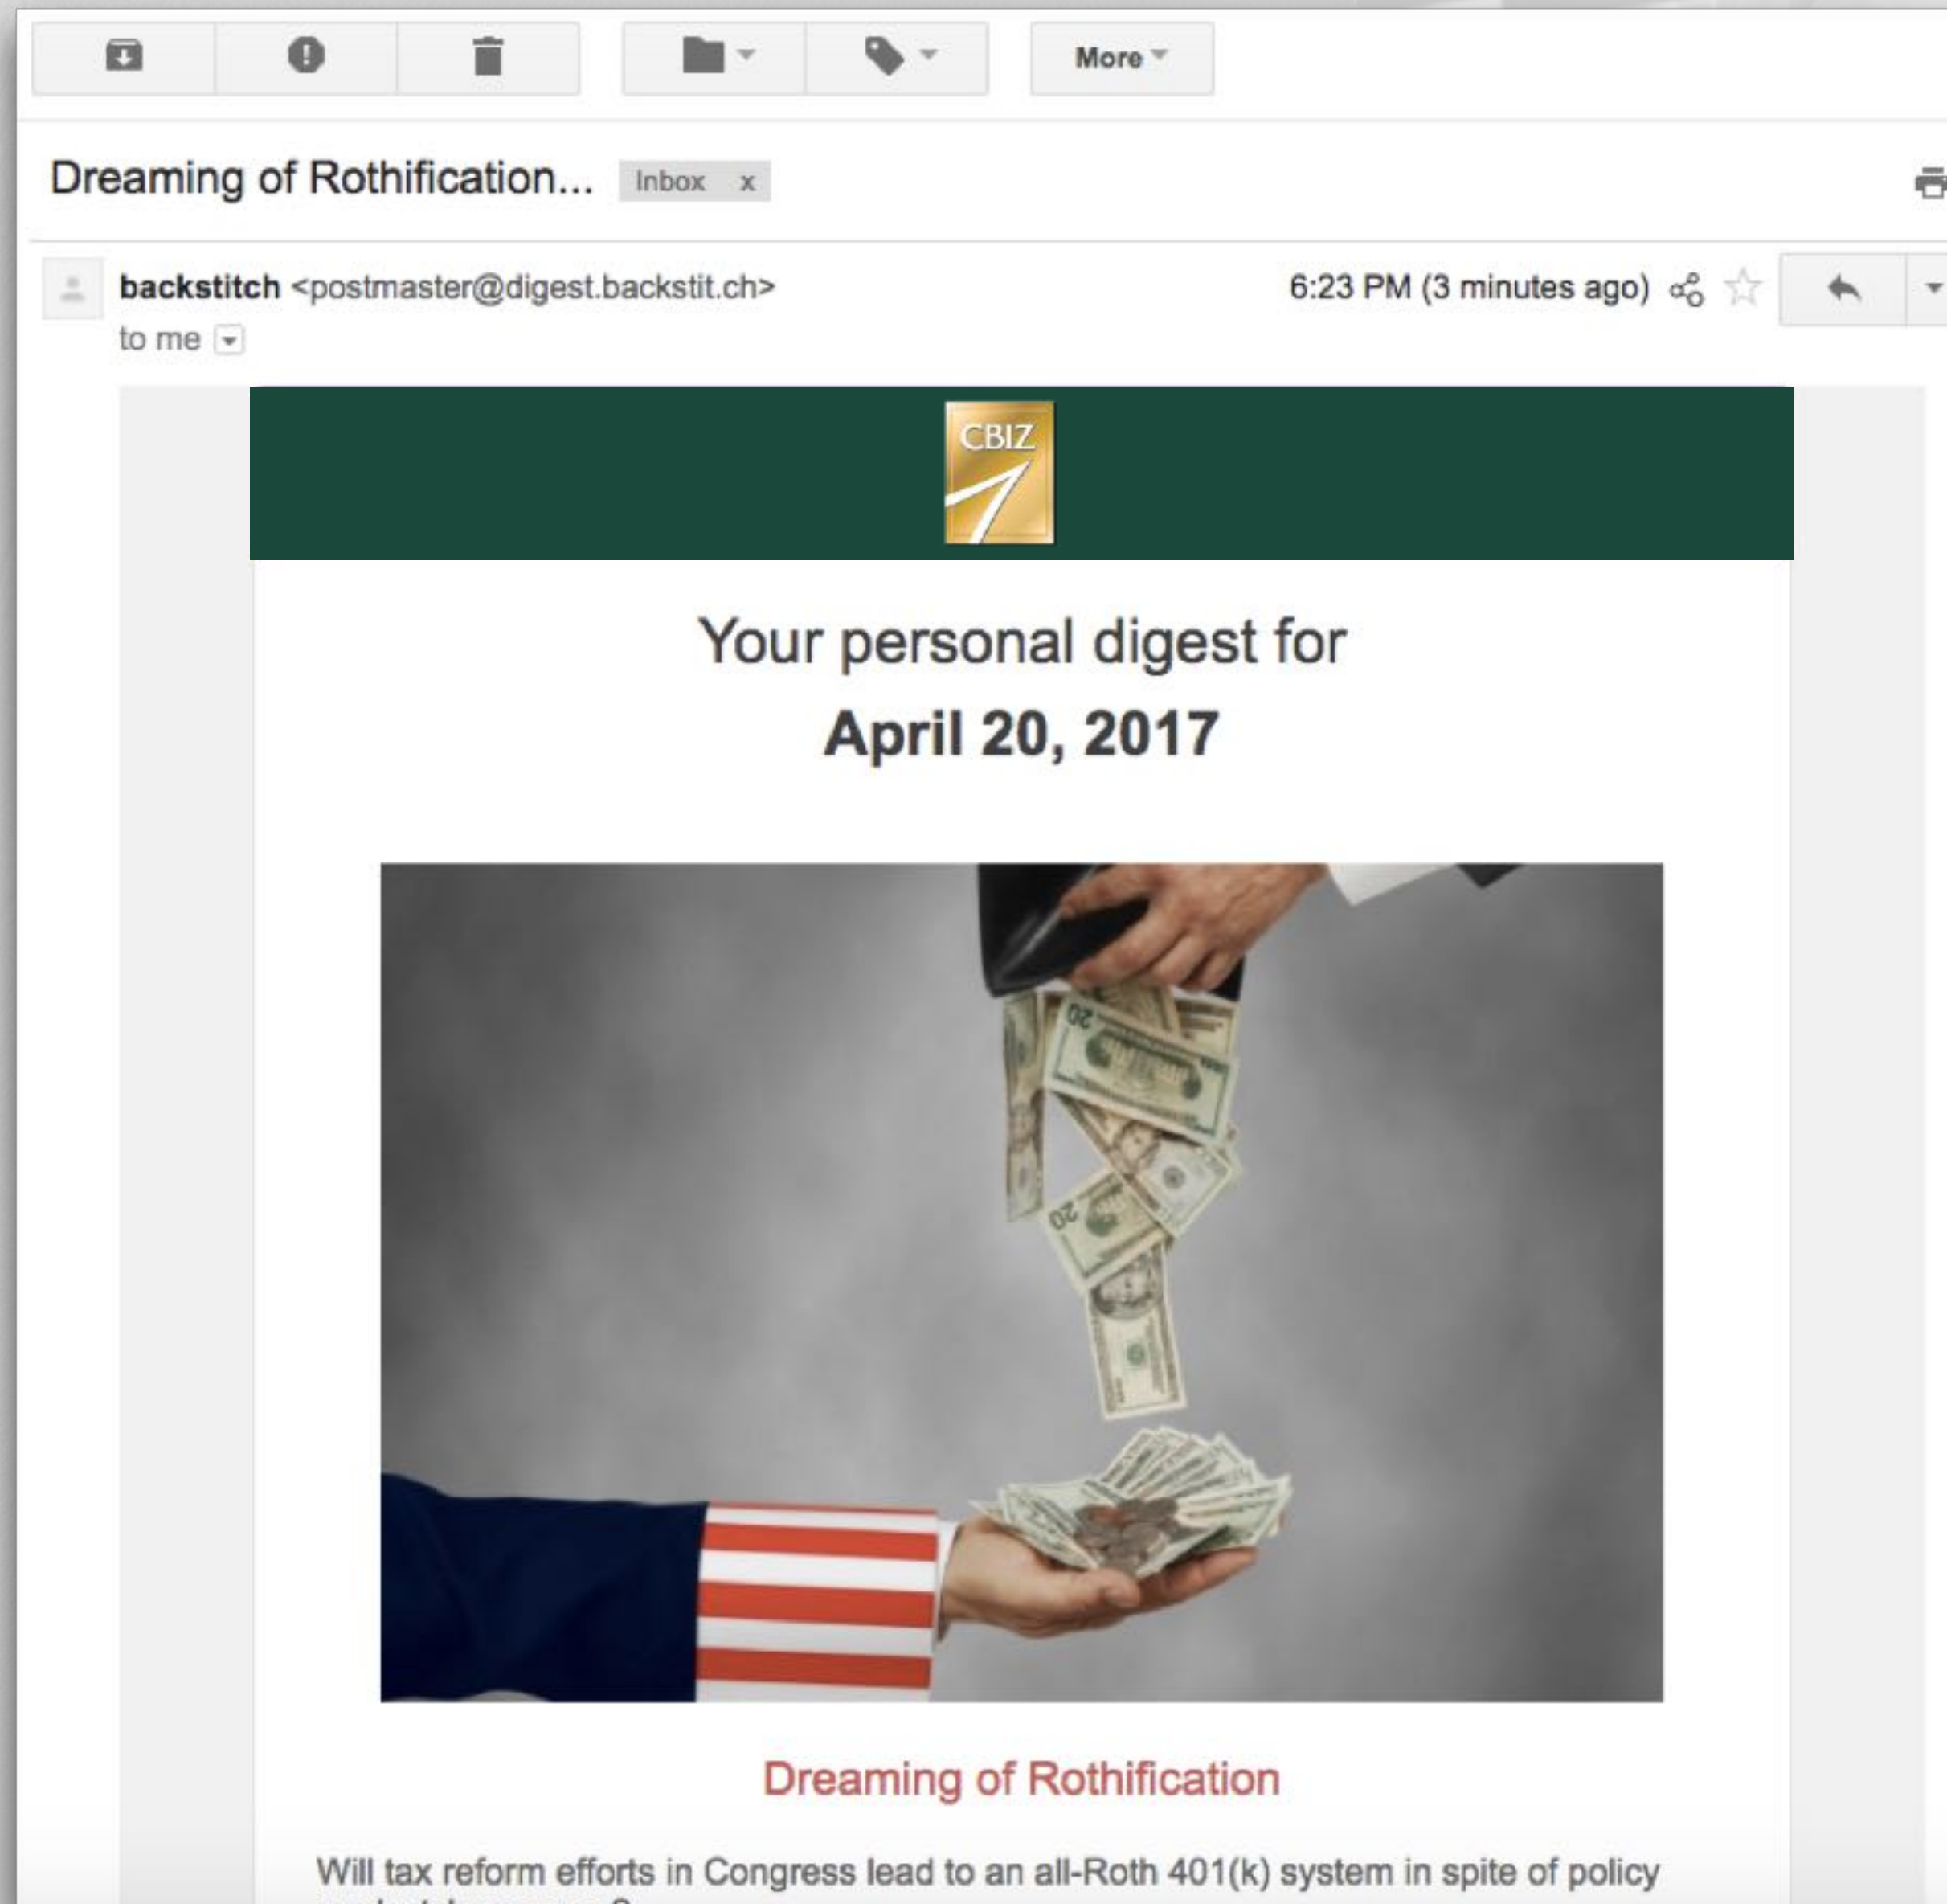 More
Dreaming of Rothification... Inbox x
backstitch <postmaster@digest.backstit.ch> 6:23 PM (3 minutes ago)
to me
CBIZ
Your personal digest for
April 20, 2017
20
20
Dreaming of Rothification
Will tax reform efforts in Congress lead to an all-Roth 401(k) system in spite of policy